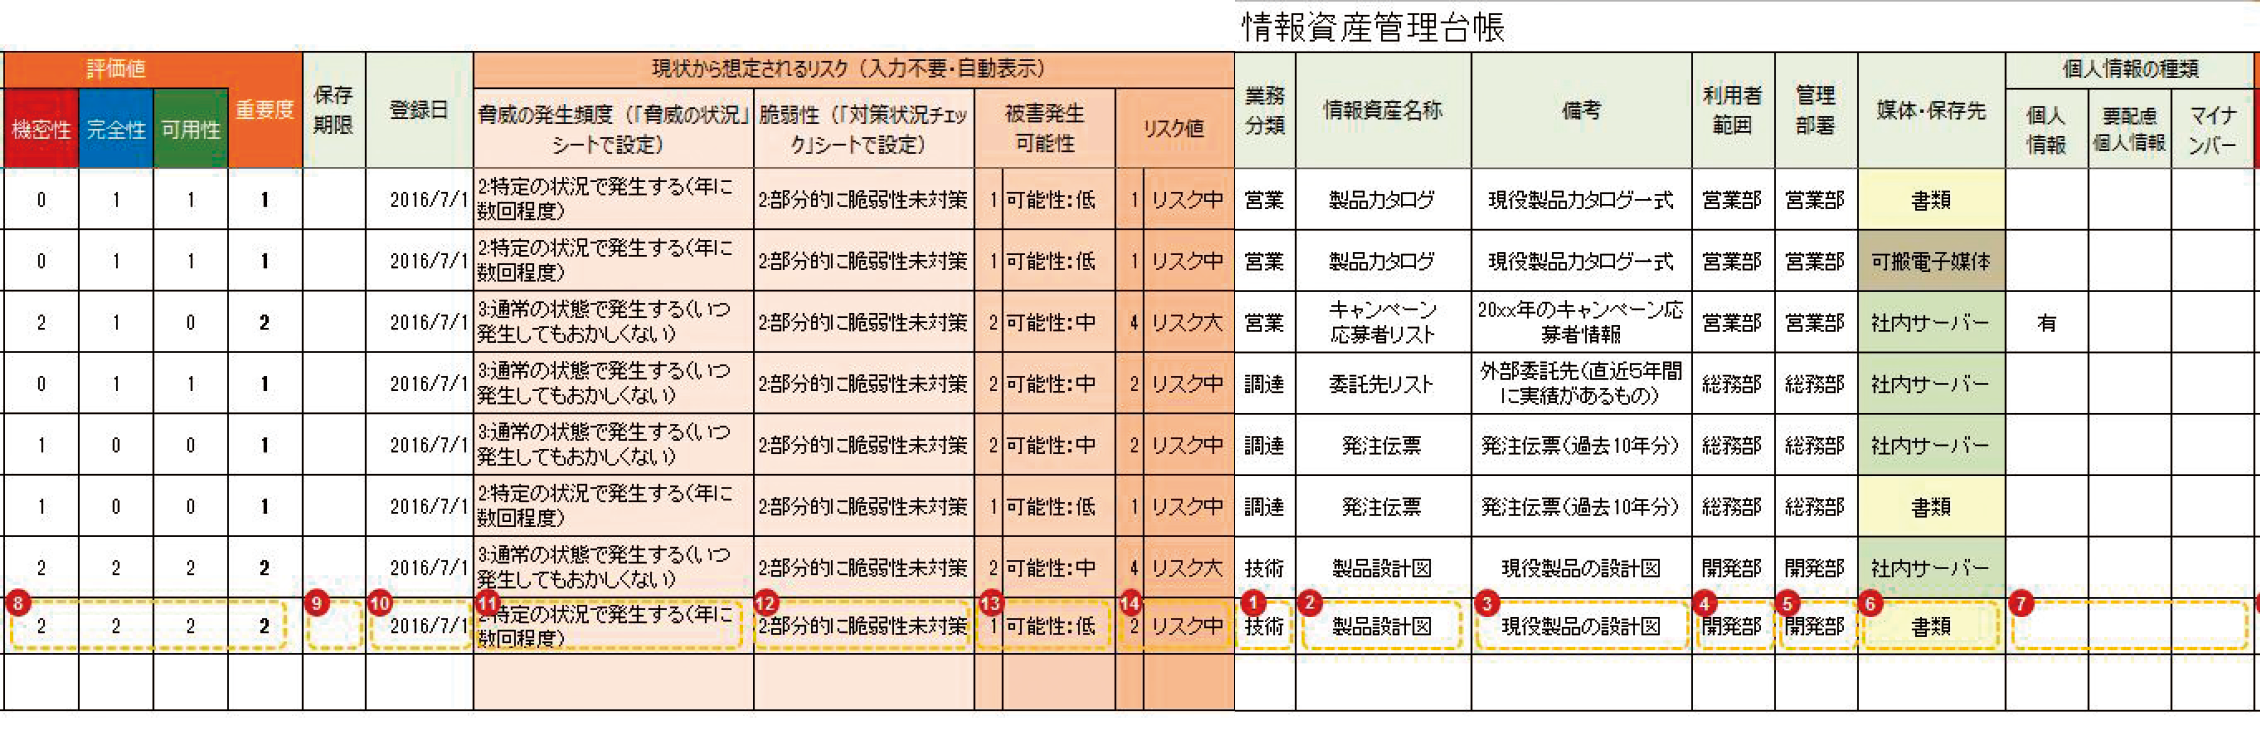 情報資産管理台帳
評価値 保存期限 登録日 現状から想定されるリスク（入力不要・自動表示） 業務分類 情報資産名称 備考 利用者範囲 管理部署 媒体・保存先 個人情報の種類
機密性 完全性 可用性 重要度 脅威の発生頻度（「脅威の状況」シートで設定） 脆弱性（「対策状況チェック」シートで設定） 被害発生可能性 リスク値 個人情報 要配慮個人情報 マイナンバー
0 1 1 1 2016/7/1 2:特定の状況で発生する（年に数回程度） 2:部分的に脆弱性未対策 1 可能性：低 1 リスク中 営業 製品カタログ 現役製品カタログ一式 営業部 営業部 書類
0 1 1 1 2016/7/1 2:特定の状況で発生する（年に数回程度） 2:部分的に脆弱性未対策 1 可能性：低 1 リスク中 営業 製品カタログ 現役製品カタログ一式 営業部 営業部 可搬電子媒体
2 1 0 2 2016/7/1 3:通常の状態で発生する（いつ発生してもおかしくない） 2:部分的に脆弱性未対策 2 可能性：中 4 リスク大 営業 キャンペーン応募者リスト 20xx年のキャンペーン応募者情報 営業部 営業部 社内サーバー 有
0 1 1 1 2016/7/1 3:通常の状態で発生する（いつ発生してもおかしくない） 2:部分的に脆弱性未対策 2 可能性：中 2 リスク中 調達 委託先リスト 外部委託先（直近5年間に実績があるもの） 総務部 総務部 社内サーバー
1 0 0 1 2016/7/1 3:通常の状態で発生する（いつ発生してもおかしくない） 2:部分的に脆弱性未対策 2 可能性：中 2 リスク中 調達 発注伝票 発注伝票（過去10年分） 総務部 総務部 社内サーバー
1 0 0 1 2016/7/1 2:特定の状況で発生する（年に数回程度） 2:部分的に脆弱性未対策 1 可能性：低 1 リスク中 調達 発注伝票 発注伝票（過去10年分） 総務部 総務部 書類
2 2 2 2 2016/7/1 3:通常の状態で発生する（いつ発生してもおかしくない） 2:部分的に脆弱性未対策 2 可能性：中 4 リスク大 技術 製品設計図 現役製品の設計図 開発部 開発部 社内サーバー
8 9 10 11 12 13 14 1 2 3 4 5 6 7
2 2 2 2 2016/7/1 2:特定の状況で発生する（年に数回程度） 2:部分的に脆弱性未対策 1 可能性：低 2 リスク中 技術 製品設計図 現役製品の設計図 開発部 開発部 書類